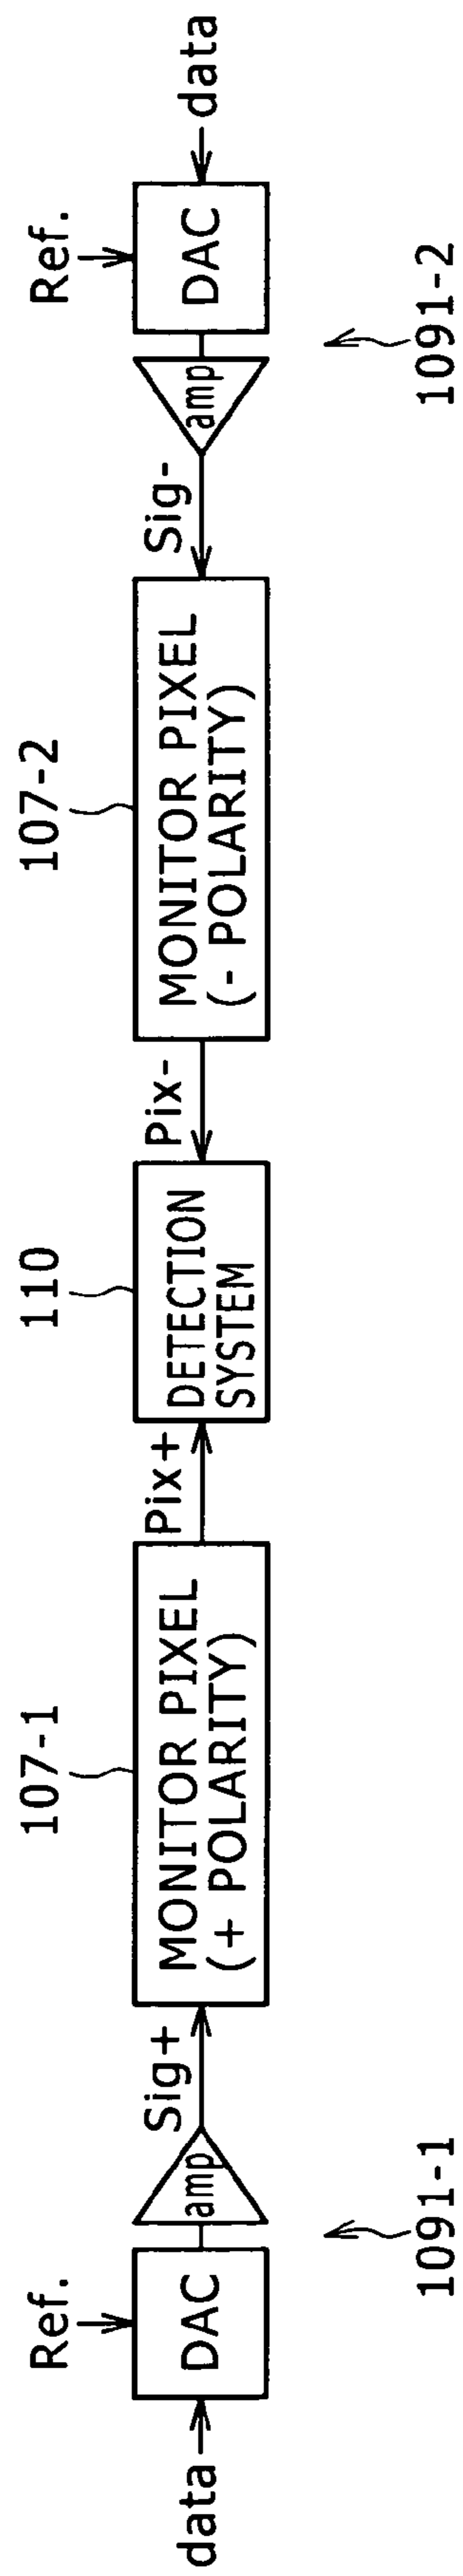 data
Ref.
DAC
amp
1091-1
Sig+
107-1
MONITOR PIXEL
(+ POLARITY)
Pix+
110
DETECTION
SYSTEM
Pix-
107-2
MONITOR PIXEL
(- POLARITY)
Sig-
amp
Ref.
DAC
1091-2
data